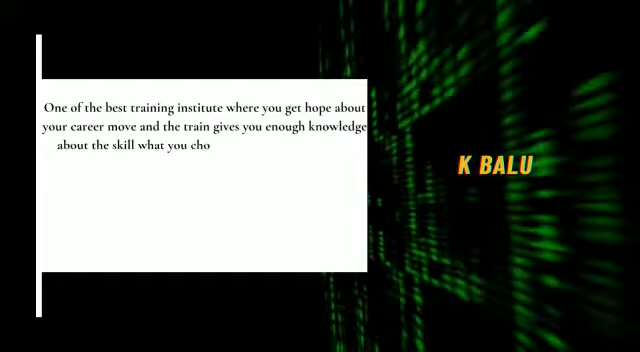 One of the best training institute where you get hope about
your career move and the train gives you enough knowledge
about the skill what you cho
K BALU